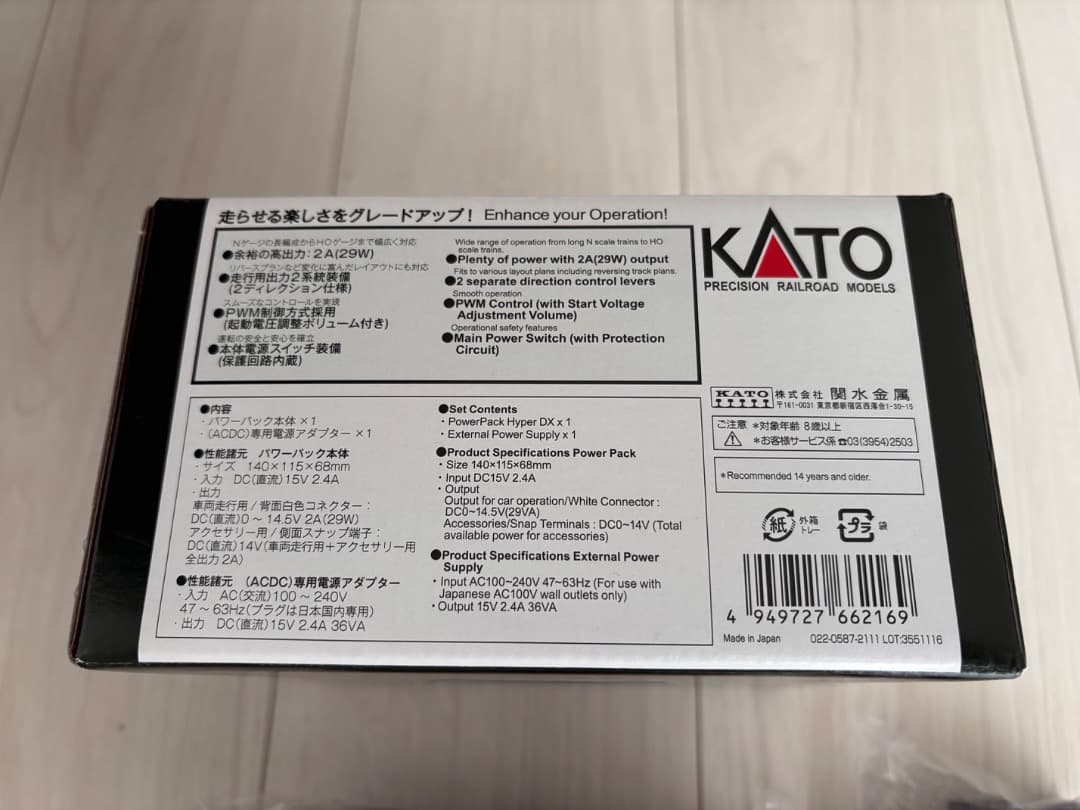 走らせる楽しさをグレードアップ! Enhance your Operation!
Nゲージの長編成からHOゲージまで幅広く対応
●余裕の高出力:2A(29W)
リバースプランなど変化に富んだレイアウトにも対応
●走行用出力2系統装備
(2ディレクション仕様)
スムーズなコントロールを実現
●PWM制御方式採用
(起動電圧調整ボリューム付き)
運転の安全と安心を確立
●本体電源スイッチ装備
(保護回路内蔵)
Wide range of operation from long N scale trains to HO
scale trains.
●Plenty of power with 2A(29W) output
Fits to various layout plans including reversing track plans.
●2 separate direction control levers
Smooth operation
●PWM Control (with Start Voltage
Adjustment Volume)
Operational safety features
●Main Power Switch (with Protection
Circuit)
KATO
PRECISION RAILROAD MODELS
●内容
・パワーパック本体 ×1
・(ACDC)専用電源アダプター ×1
●性能諸元 パワーパック本体
・サイズ 140×115×68mm
・入力 DC(直流)15V 2.4A
・出力
車両走行用/背面白色コネクター:
DC(直流)0~14.5V 2A(29W)
アクセサリー用/側面スナップ端子:
DC(直流)14V(車両走行用+アクセサリー用
全出力 2A)
●性能諸元 (ACDC)専用電源アダプター
・入力 AC(交流)100~240V
47~63Hz(プラグは日本国内専用)
・出力 DC(直流)15V 2.4A 36VA
●Set Contents
・PowerPack Hyper DX x 1
・External Power Supply x 1
●Product Specifications Power Pack
・Size 140×115×68mm
・Input DC15V 2.4A
・Output
Output for car operation/White Connector :
DC0~14.5V(29VA)
Accessories/Snap Terminals : DC0~14V (Total
available power for accessories)
●Product Specifications External Power
Supply
・Input AC100~240V 47~63Hz (For use with
Japanese AC100V wall outlets only)
・Output 15V 2.4A 36VA
KATO 株式会社 関水金属
〒161-0031 東京都新宿区西落合1-30-15
ご注意 *対象年齢 8歳以上
*お客様サービス係 ☎03(3954)2503
*Recommended 14 years and older.
紙 外箱
トレー
プラ 袋
4 949727 662169
Made in Japan 022-0587-2111 LOT:3551116